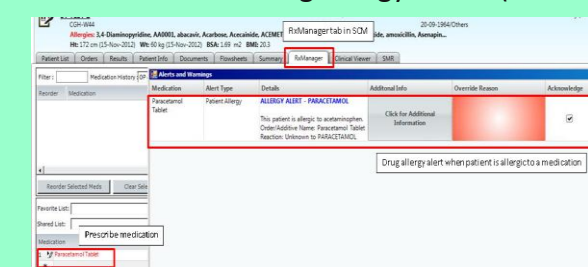 CGH-W44
20-09-1964/Others
Allergies: 3,4-Diaminopyridine, AA0001, abacavir, Acarbose, Acecainide, ACEMET
RxManager tab in SCM
de, amoxicillin, Asmapin...
Ht: 172 cm (15-Nov-2012) Wt: 60 kg (15-Nov-2012) BSA: 1.69 m2 BMI: 20.3
Patient List Orders Results Patient Info Documents Flowsheets Summary RxManager Clinical Viewer SMR
Filter: Medication History (OP
Alerts and Warnings
Reorder Medication
Medication Alert Type Details Additonal Info Override Reason Acknowledge
Paracetamol Tablet
Patient Allergy
ALLERGY ALERT - PARACETAMOL
This patient is allergic to acetaminophen.
Order/Additive Name: Paracetamol Tablet
Reaction: Unknown to PARACETAMOL
Click for Additional
Information
Drug allergy alert when patient is allergic to a medication
Reorder Selected Meds Clear Sele
Favorite List:
Shared List:
Prescribe medication
Medication
1 Paracetamol Tablet